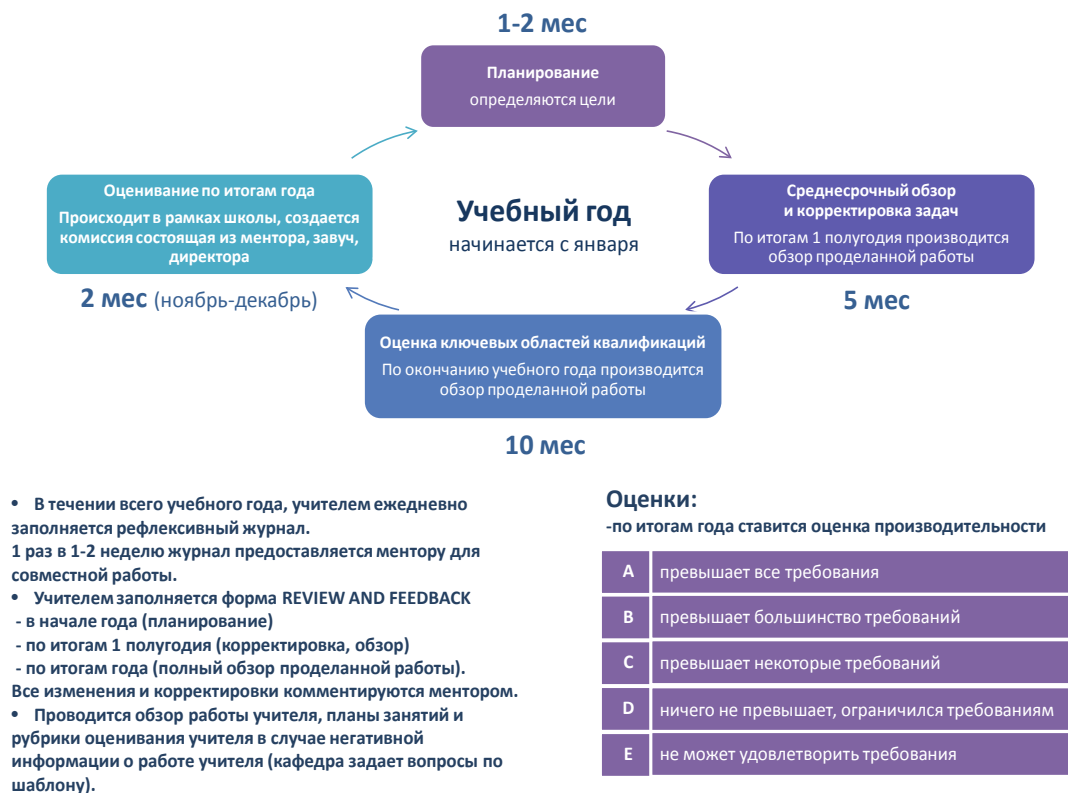 1-2 мес
Планирование
определяются цели
Оценивание по итогам года
Происходит в рамках школы, создается
комиссия состоящая из ментора, завуч,
директора
2 мес (ноябрь-декабрь)
Учебный год
начинается с января
Среднесрочный обзор
и корректировка задач
По итогам 1 полугодия производится
обзор проделанной работы
5 мес
Оценка ключевых областей квалификаций
По окончанию учебного года производится
обзор проделанной работы
10 мес
• В течении всего учебного года, учителем ежедневно
заполняется рефлексивный журнал.
1 раз в 1-2 неделю журнал предоставляется ментору для
совместной работы.
• Учителем заполняется форма REVIEW AND FEEDBACK
- в начале года (планирование)
- по итогам 1 полугодия (корректировка, обзор)
- по итогам года (полный обзор проделанной работы).
Все изменения и корректировки комментируются ментором.
• Проводится обзор работы учителя, планы занятий и
рубрики оценивания учителя в случае негативной
информации о работе учителя (кафедра задает вопросы по
шаблону).
Оценки:
-по итогам года ставится оценка производительности
A превышает все требования
B превышает большинство требований
C превышает некоторые требований
D ничего не превышает, ограничился требованиям
E не может удовлетворить требования